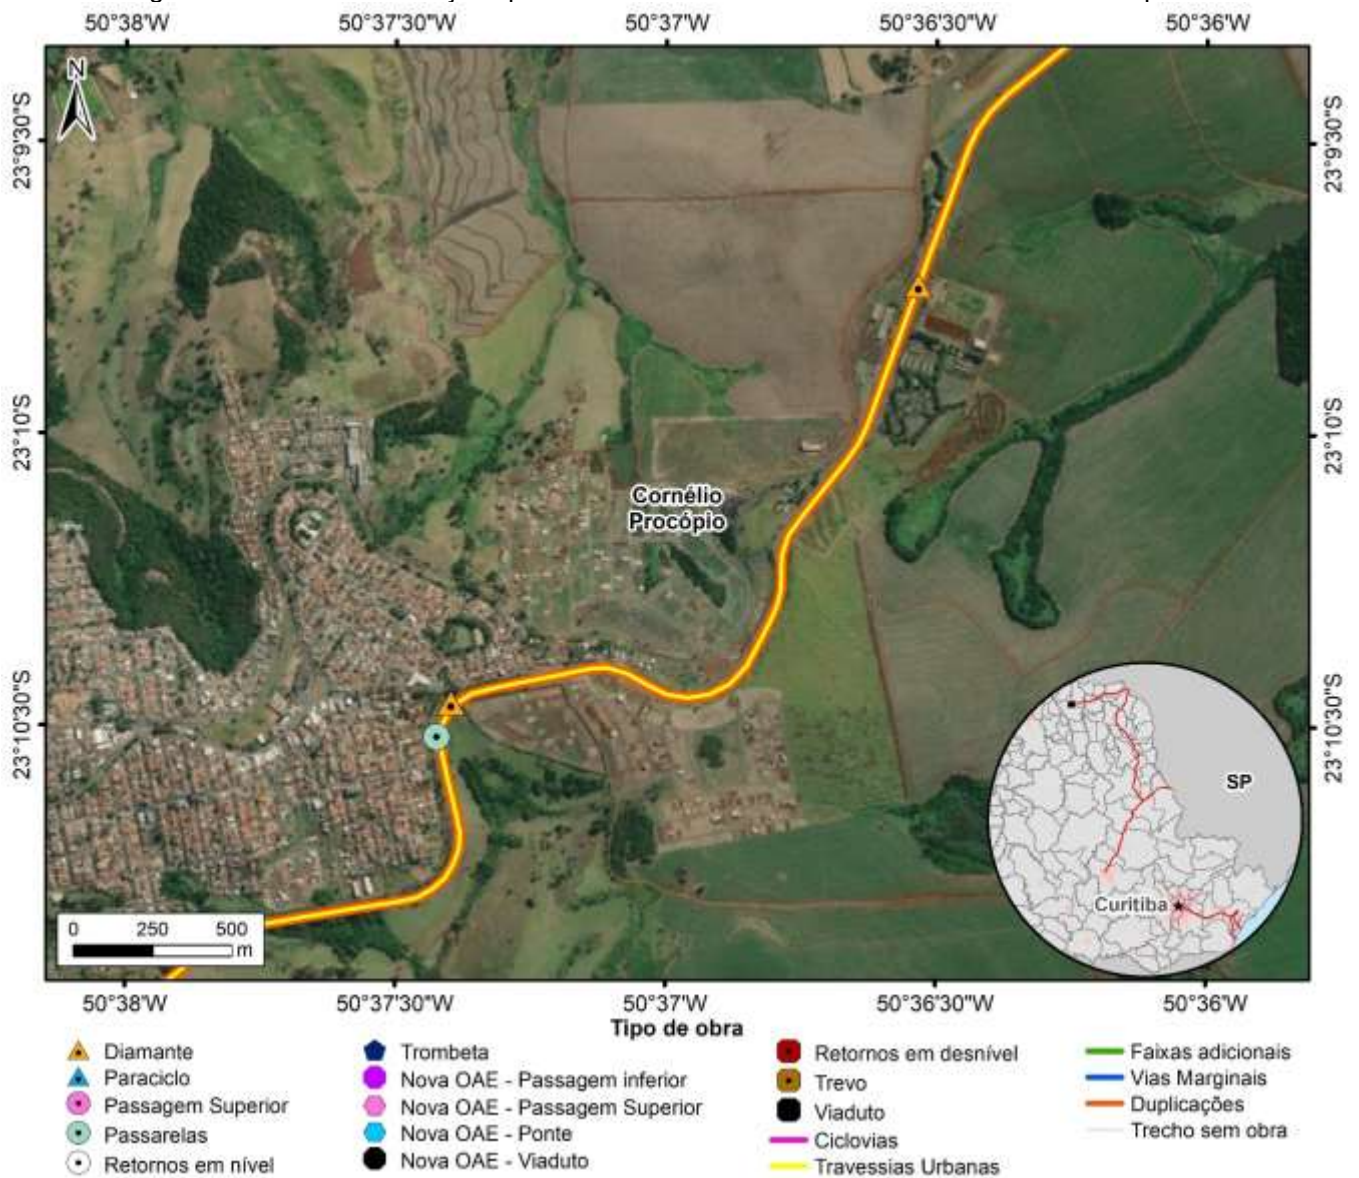 50°38'W 50°37'30"W 50°37'W 50°36'30"W 50°36'W
N
23°9'30"S 23°9'30"S
23°10'S 23°10'S
Cornélio
Procópio
23°10'30"S 23°10'30"S
SP
Curitiba
0 250 500
m
50°38'W 50°37'30"W 50°37'W 50°36'30"W 50°36'W
Tipo de obra
Diamante
Paraciclo
Passagem Superior
Passarelas
Retornos em nível
Trombeta
Nova OAE - Passagem inferior
Nova OAE - Passagem Superior
Nova OAE - Ponte
Nova OAE - Viaduto
Retornos em desnível
Trevo
Viaduto
Ciclovias
Travessias Urbanas
Faixas adicionais
Vias Marginais
Duplicações
Trecho sem obra